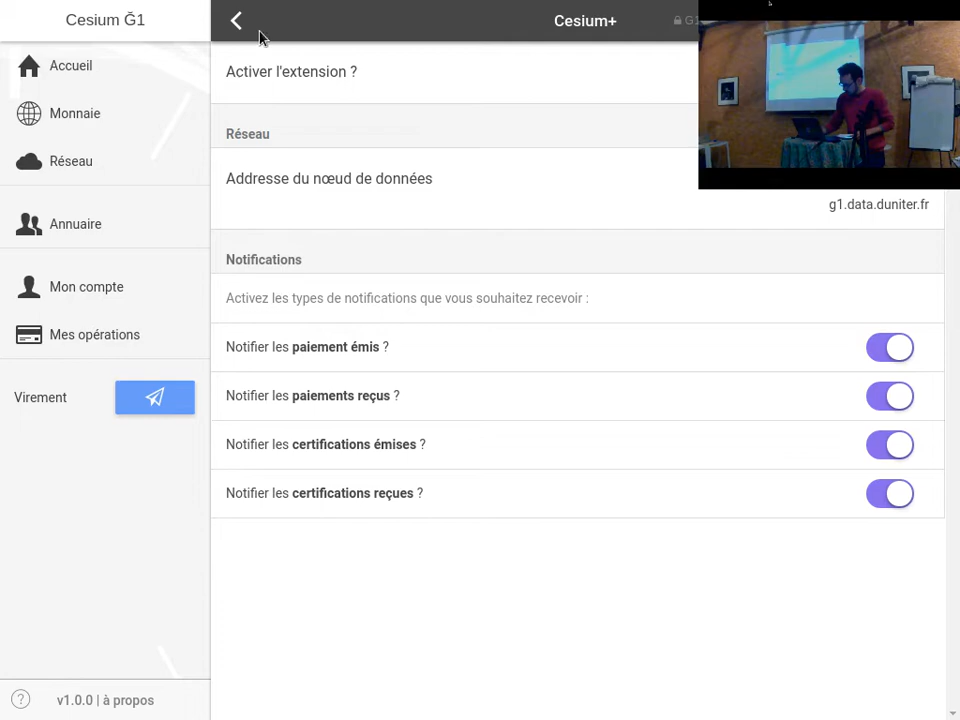 Cesium Ğ1
Cesium+
Accueil
Monnaie
Réseau
Annuaire
Mon compte
Mes opérations
Virement
v1.0.0 | à propos
Activer l'extension ?
Réseau
Addresse du nœud de données
g1.data.duniter.fr
Notifications
Activez les types de notifications que vous souhaitez recevoir :
Notifier les paiement émis ?
Notifier les paiements reçus ?
Notifier les certifications émises ?
Notifier les certifications reçues ?